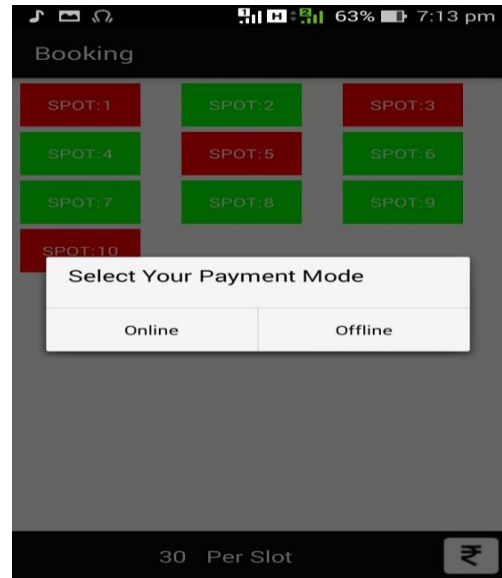 63% 7:13 pm
Booking
SPOT:1 SPOT:2 SPOT:3
SPOT:4 SPOT:5 SPOT:6
SPOT:7 SPOT:8 SPOT:9
SPOT:10
Select Your Payment Mode
Online Offline
30 Per Slot ₹